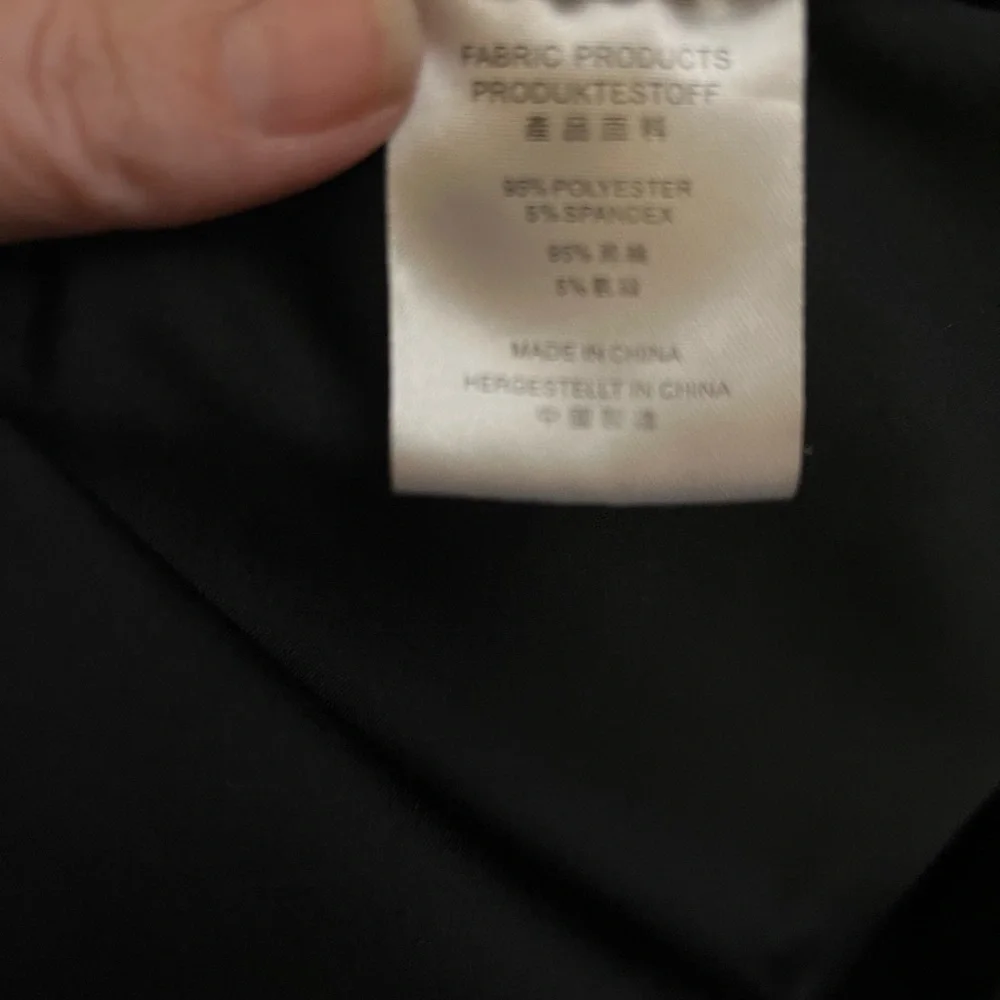 FABRIC PRODUCTS
PRODUKTESTOFF
產品面料
95% POLYESTER
5% SPANDEX
95%
5%
MADE IN CHINA
HERGESTELLT IN CHINA
中國製造